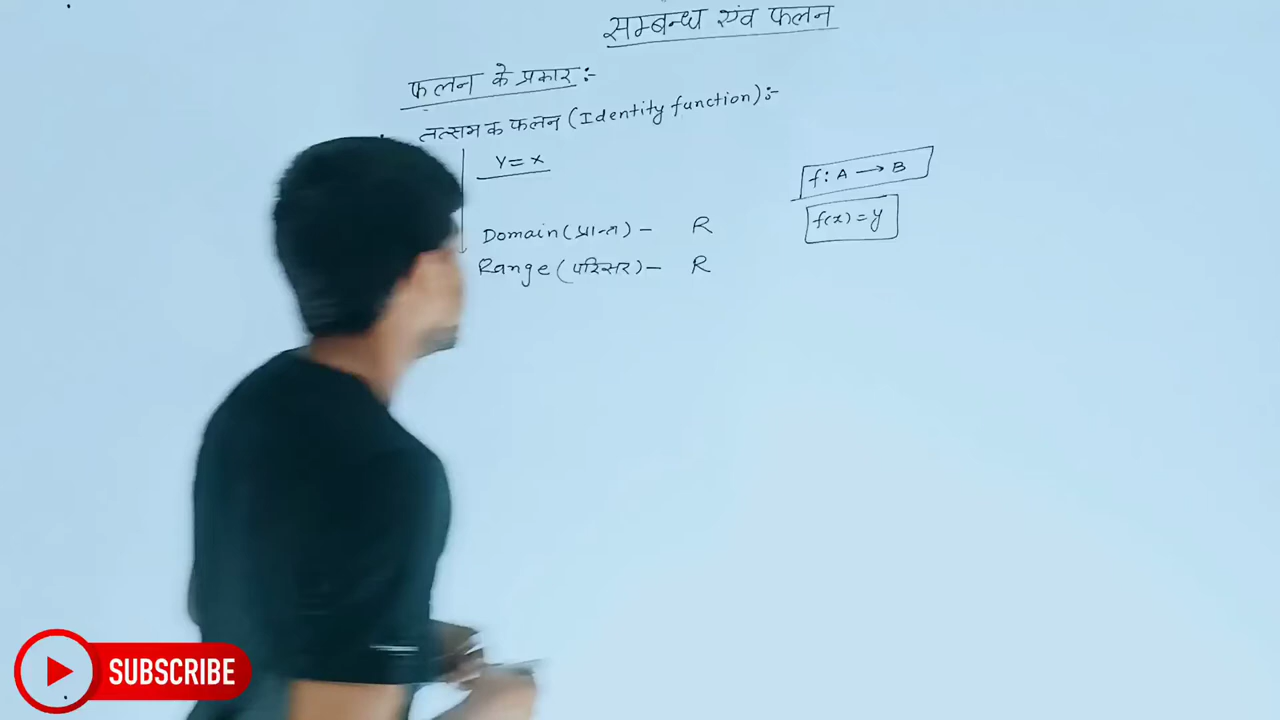 सम्बन्ध एवं फलन
फलन के प्रकार :-
तत्समक फलन (Identity function) :-
Y = x
f : A → B
f(x) = y
Domain (प्रान्त) - R
Range (परिसर) - R
SUBSCRIBE